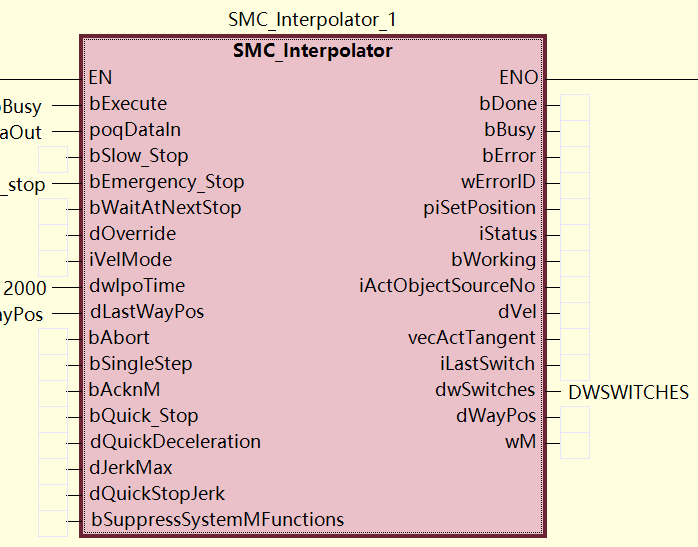 SMC_Interpolator_1
SMC_Interpolator
EN ENO
Busy bExecute bDone
aOut poqDataIn bBusy
bSlow_Stop bError
_stop bEmergency_Stop wErrorID
bWaitAtNextStop piSetPosition
dOverride iStatus
iVelMode bWorking
2000 dwIpoTime iActObjectSourceNo
yPos dLastWayPos dVel
bAbort vecActTangent
bSingleStep iLastSwitch
bAcknM dwSwitches DWSWITCHES
bQuick_Stop dWayPos
dQuickDeceleration wM
dJerkMax
dQuickStopJerk
bSuppressSystemMFunctions